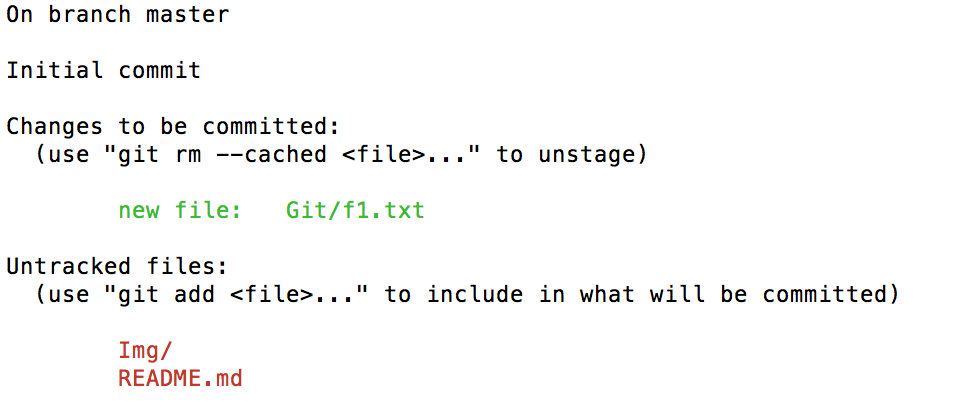 On branch master
Initial commit
Changes to be committed:
(use "git rm --cached <file>..." to unstage)
new file: Git/f1.txt
Untracked files:
(use "git add <file>..." to include in what will be committed)
Img/
README.md